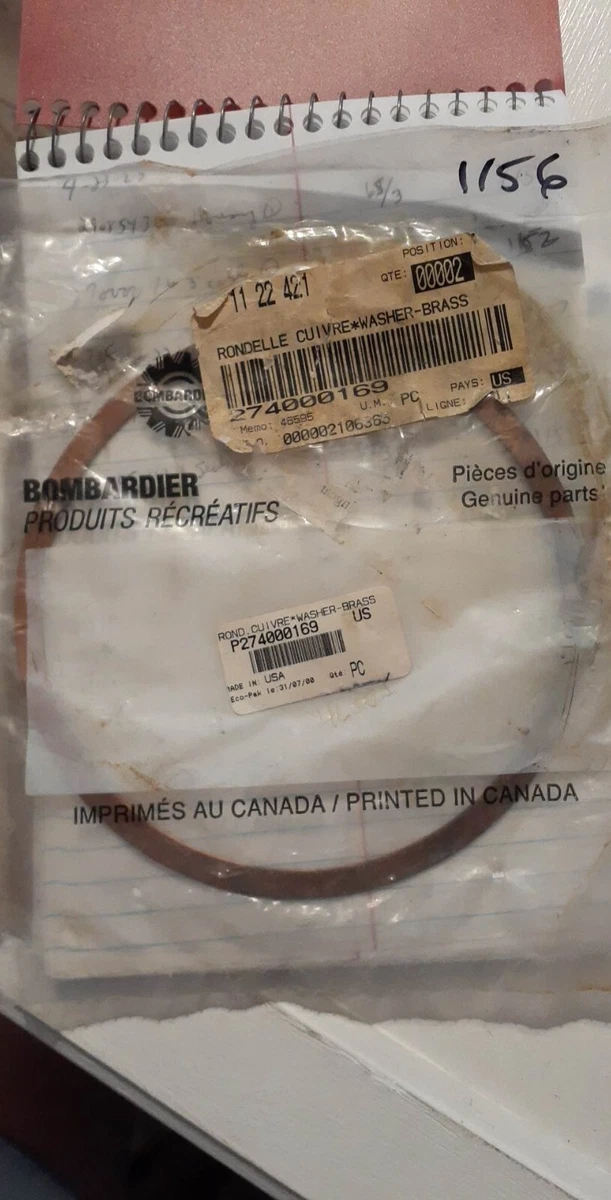 1156
POSITION:
11 22 421
QTE: 00002
RONDELLE CUIVRE*WASHER-BRASS
274000169
U.M. PC
PAYS: US
Memo: 46595
LIGNE:
000002106363
BOMBARDIER
PRODUITS RÉCRÉATIFS
Pièces d'origine
Genuine parts
ROND.CUIVRE*WASHER-BRASS
P274000169
US
MADE IN: USA
Qte: PC
Eco-Pak le:31/07/00
IMPRIMÉS AU CANADA / PRINTED IN CANADA